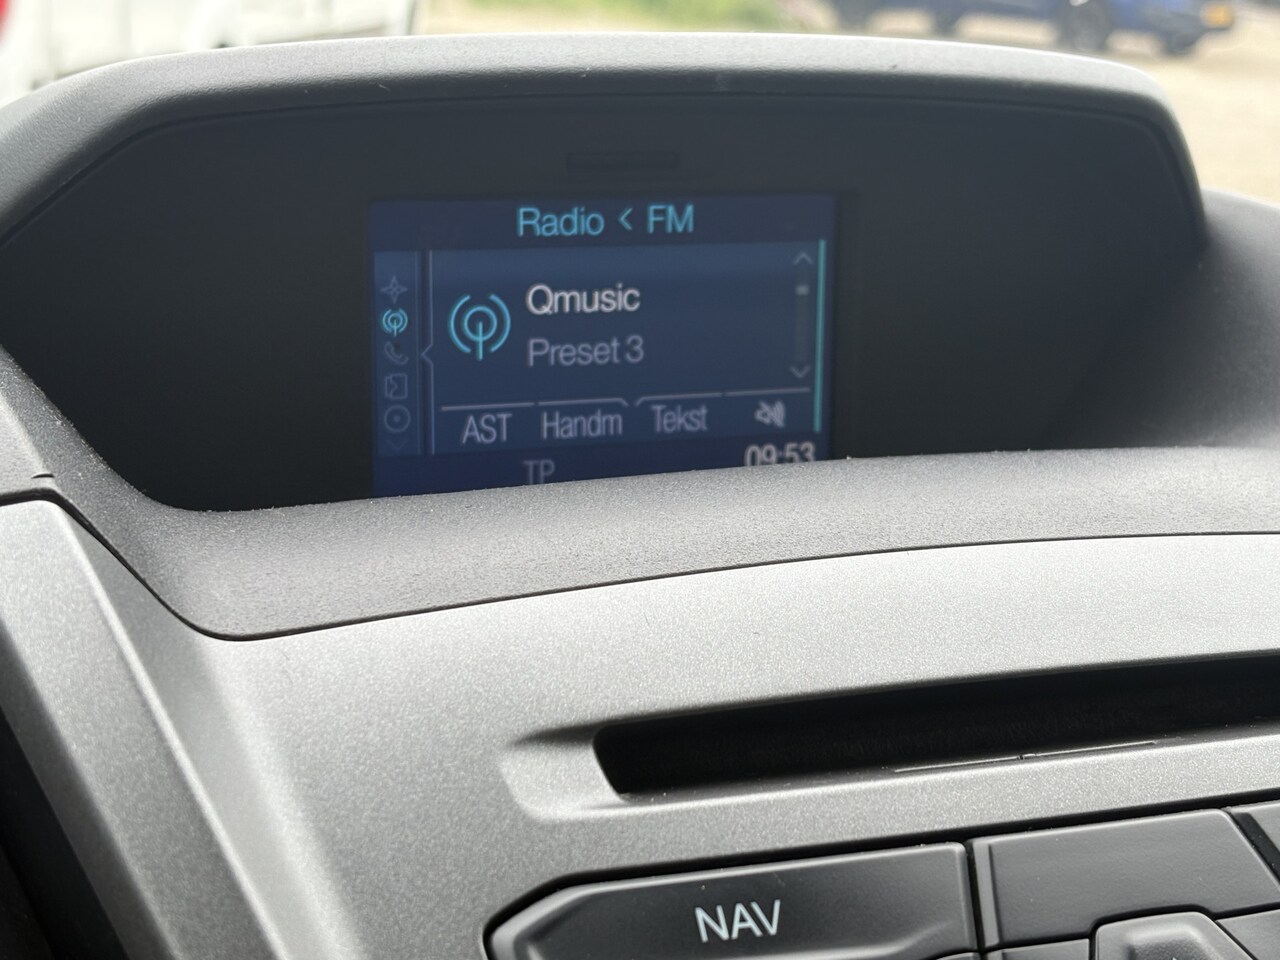 Radio < FM
Qmusic
Preset 3
AST Handm Tekst
TP 09:53
NAV